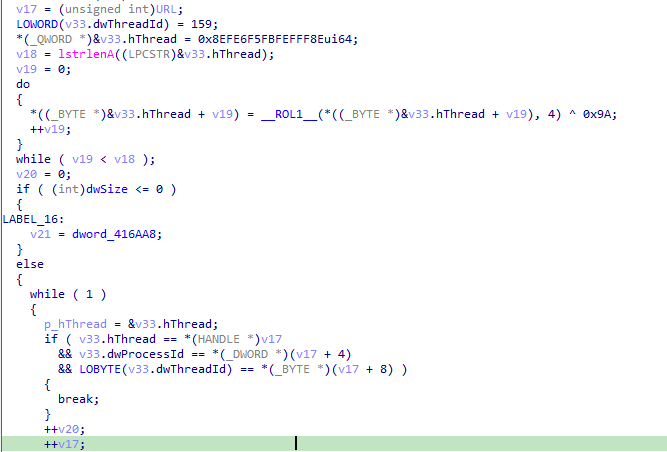 v17 = (unsigned int)URL;
LOWORD(v33.dwThreadId) = 159;
*(_QWORD *)&v33.hThread = 0x8EFE6F5FBFEFFF8Eui64;
v18 = lstrlenA((LPCSTR)&v33.hThread);
v19 = 0;
do
{
*((_BYTE *)&v33.hThread + v19) = __ROL1__(*((_BYTE *)&v33.hThread + v19), 4) ^ 0x9A;
++v19;
}
while ( v19 < v18 );
v20 = 0;
if ( (int)dwSize <= 0 )
{
LABEL_16:
v21 = dword_416AA8;
}
else
{
while ( 1 )
{
p_hThread = &v33.hThread;
if ( v33.hThread == *(HANDLE *)v17
&& v33.dwProcessId == *(_DWORD *)(v17 + 4)
&& LOBYTE(v33.dwThreadId) == *(_BYTE *)(v17 + 8) )
{
break;
}
++v20;
++v17;